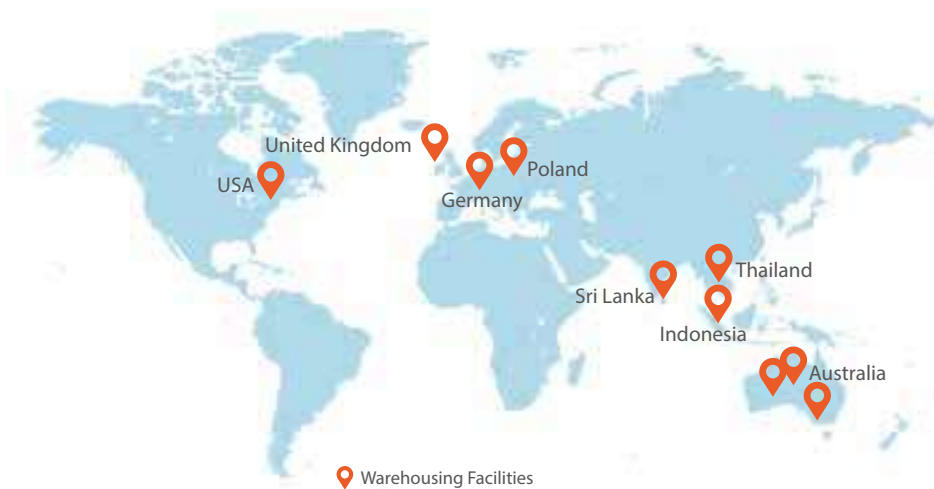 United Kingdom
Poland
USA
Germany
Thailand
Sri Lanka
Indonesia
Australia
Warehousing Facilities